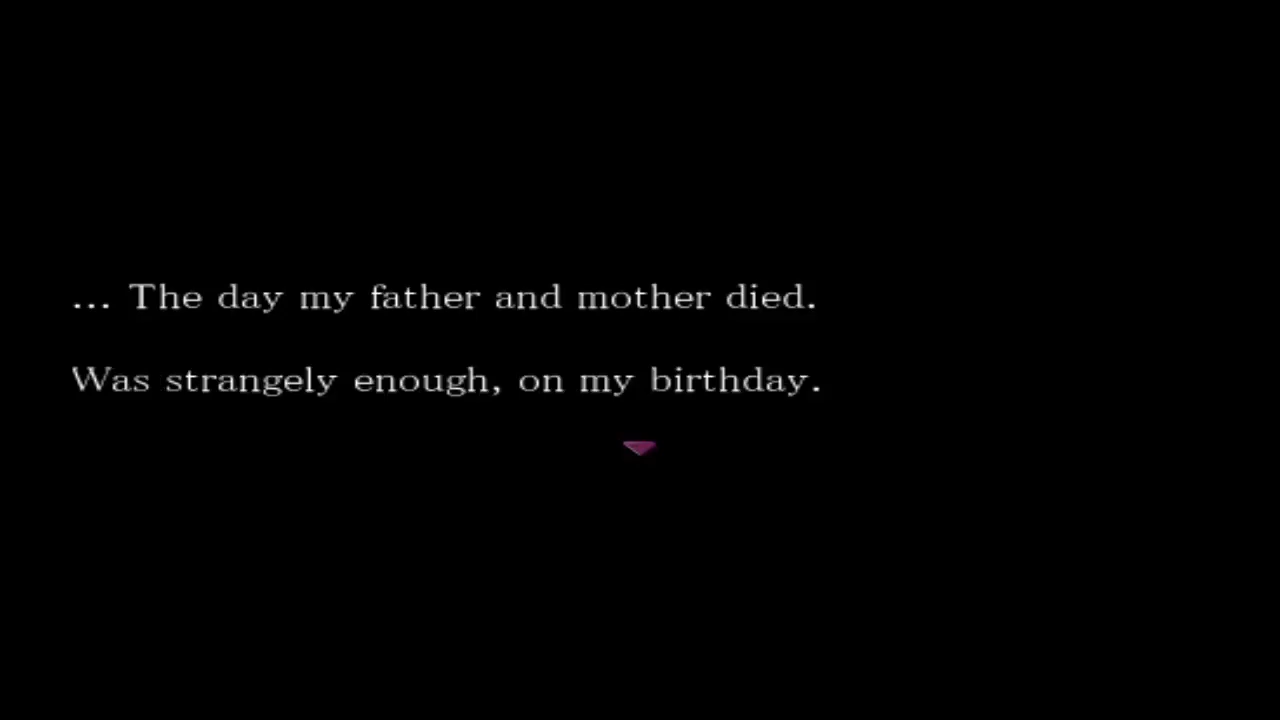 ... The day my father and mother died.
Was strangely enough, on my birthday.